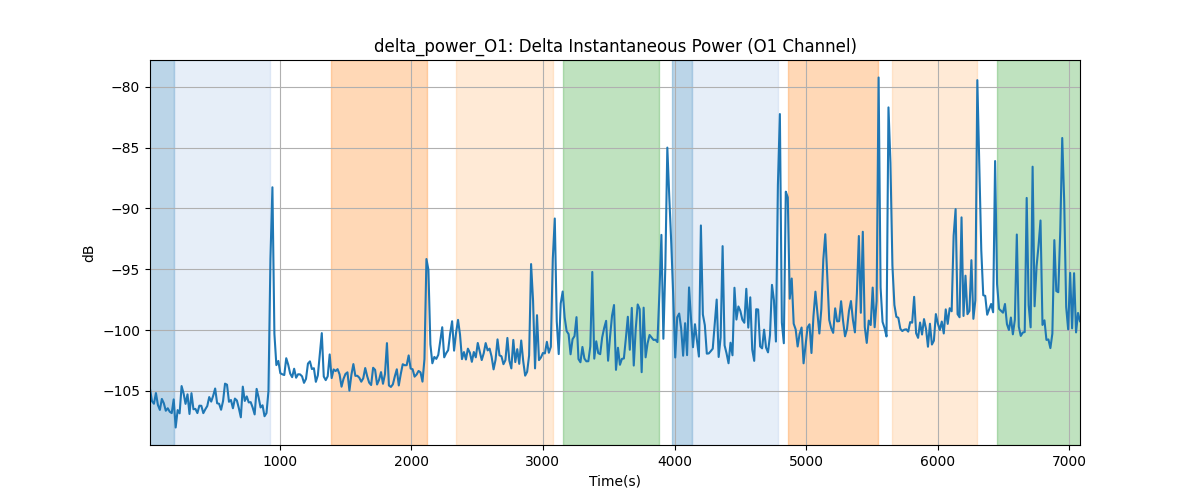 delta_power_O1: Delta Instantaneous Power (O1 Channel)
−80
−85
−90
−95
−100
−105
dB
1000 2000 3000 4000 5000 6000 7000
Time(s)